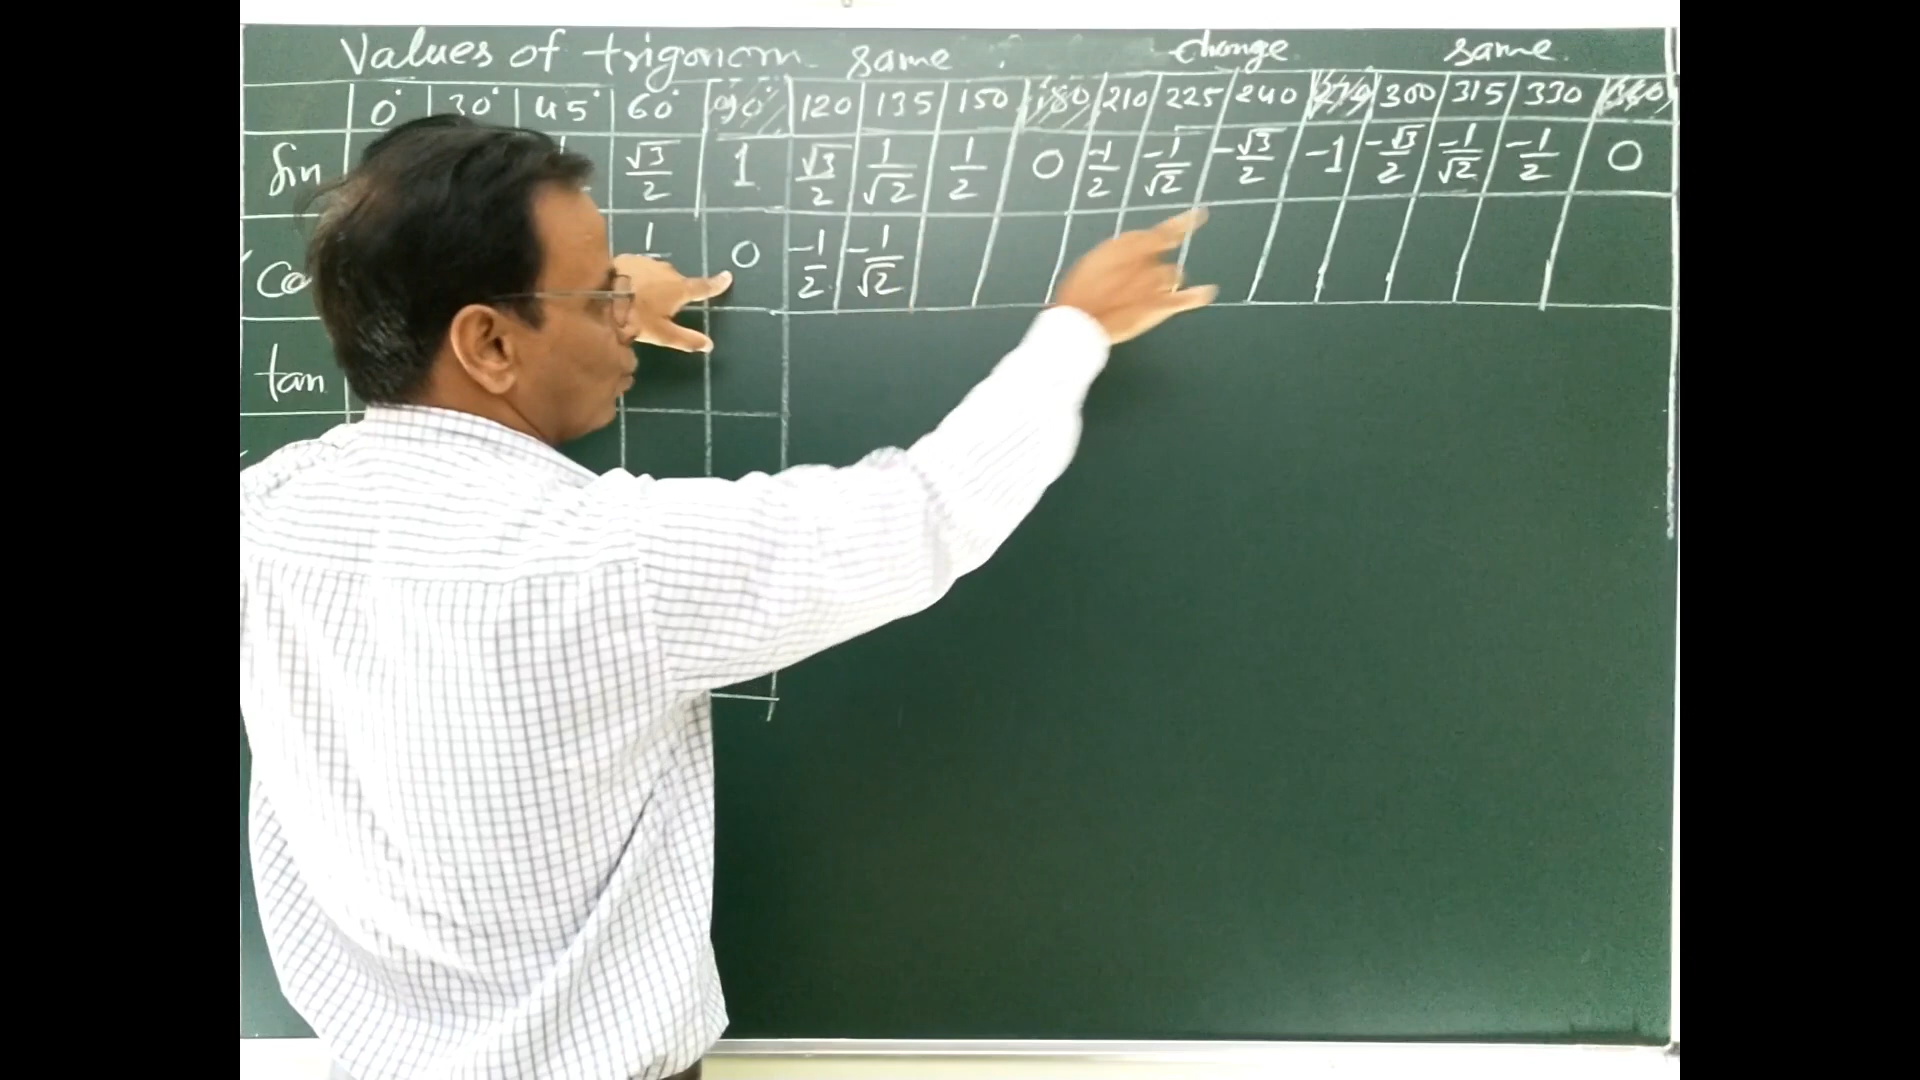 Values of trigonom same . change same.
0° 30° 45° 60° 90° 120 135 150 180 210 225 240 270 300 315 330 360
Sin √3/2 1 √3/2 1/√2 1/2 0 -1/2 -1/√2 -√3/2 -1 -√3/2 -1/√2 -1/2 0
1 0 -1/2 -1/√2
tan